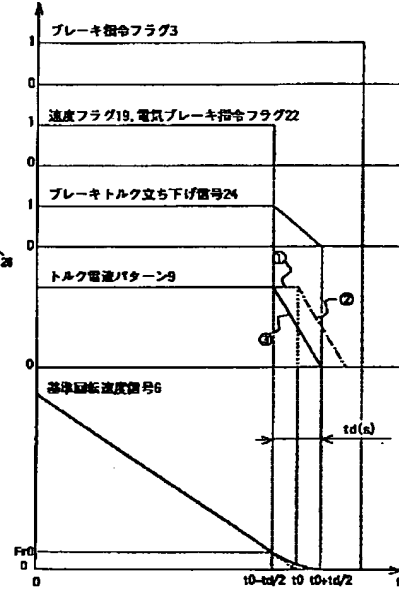 ブレーキ指令フラグ3
1
0
速度フラグ19,電気ブレーキ指令フラグ22
1
0
ブレーキトルク立ち下げ信号24
1
0
28
トルク電流パターン9
①
②
③
0
基準回転速度信号6
td(s)
Fr0
0
0
t0-td/2
t0
t0+td/2
t